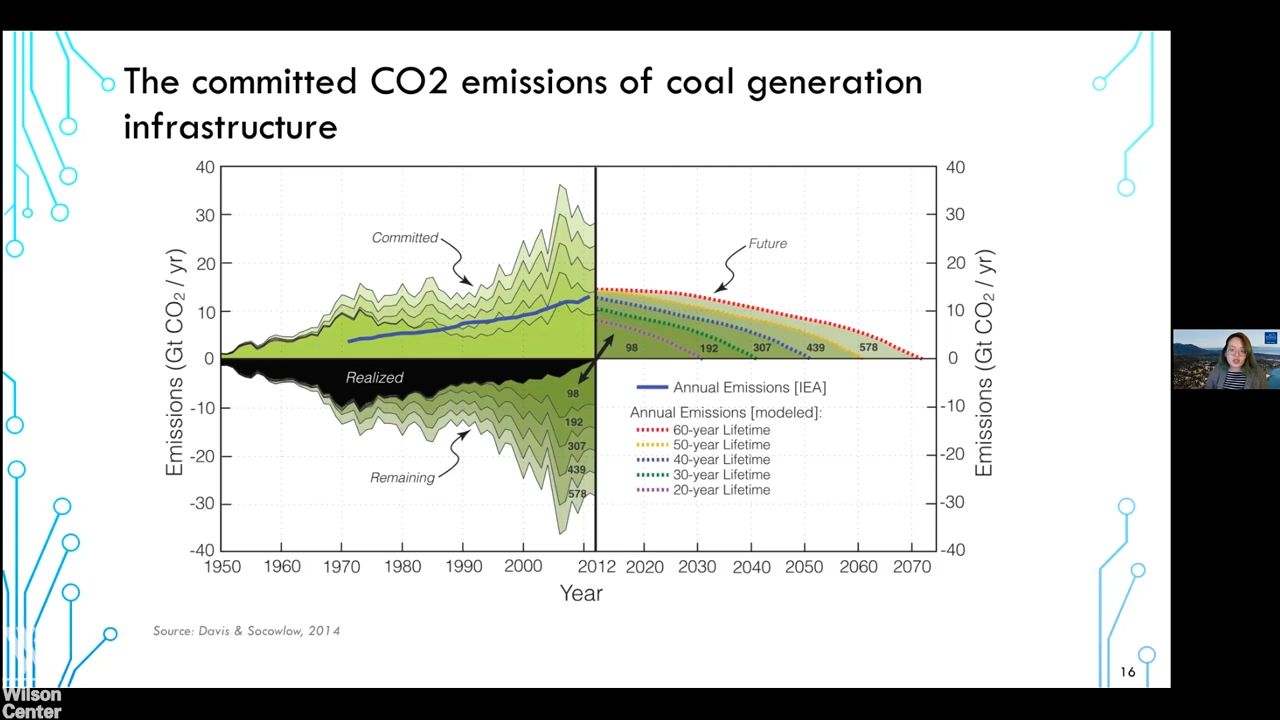 The committed CO2 emissions of coal generation
infrastructure
40
30
20
10
0
-10
-20
-30
-40
Emissions (Gt CO2 / yr)
Committed
Realized
Remaining
98
192
307
439
578
Future
98 192 307 439 578
Annual Emissions [IEA]
Annual Emissions [modeled]:
60-year Lifetime
50-year Lifetime
40-year Lifetime
30-year Lifetime
20-year Lifetime
40
30
20
10
0
-10
-20
-30
-40
Emissions (Gt CO2 / yr)
1950 1960 1970 1980 1990 2000 2012 2020 2030 2040 2050 2060 2070
Year
Source: Davis & Socowlow, 2014
16
Wilson
Center